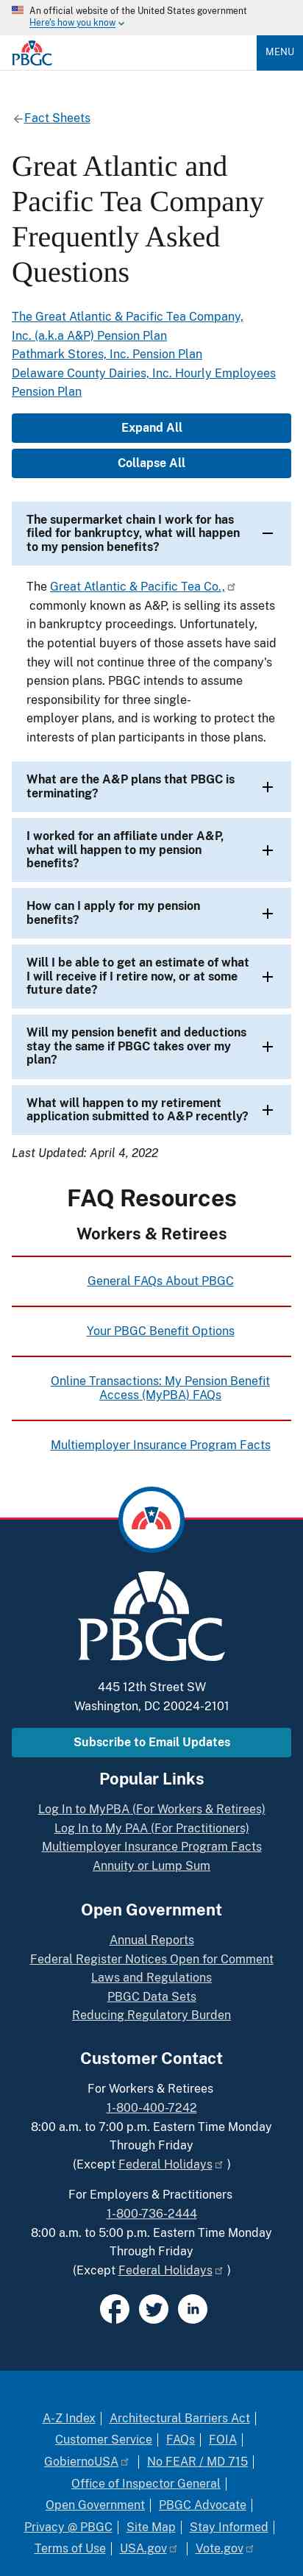 An official website of the United States government
Here's how you know
PBGC
MENU
Fact Sheets
Great Atlantic and
Pacific Tea Company
Frequently Asked
Questions
The Great Atlantic & Pacific Tea Company,
Inc. (a.k.a A&P) Pension Plan
Pathmark Stores, Inc. Pension Plan
Delaware County Dairies, Inc. Hourly Employees
Pension Plan
Expand All
Collapse All
The supermarket chain I work for has
filed for bankruptcy, what will happen
to my pension benefits?
The Great Atlantic & Pacific Tea Co.,
commonly known as A&P, is selling its assets
in bankruptcy proceedings. Unfortunately,
the potential buyers of those assets have said
they will not continue three of the company's
pension plans. PBGC intends to assume
responsibility for three single-
employer plans, and is working to protect the
interests of plan participants in those plans.
What are the A&P plans that PBGC is
terminating?
I worked for an affiliate under A&P,
what will happen to my pension
benefits?
How can I apply for my pension
benefits?
Will I be able to get an estimate of what
I will receive if I retire now, or at some
future date?
Will my pension benefit and deductions
stay the same if PBGC takes over my
plan?
What will happen to my retirement
application submitted to A&P recently?
Last Updated: April 4, 2022
FAQ Resources
Workers & Retirees
General FAQs About PBGC
Your PBGC Benefit Options
Online Transactions: My Pension Benefit
Access (MyPBA) FAQs
Multiemployer Insurance Program Facts
PBGC
445 12th Street SW
Washington, DC 20024-2101
Subscribe to Email Updates
Popular Links
Log In to MyPBA (For Workers & Retirees)
Log In to My PAA (For Practitioners)
Multiemployer Insurance Program Facts
Annuity or Lump Sum
Open Government
Annual Reports
Federal Register Notices Open for Comment
Laws and Regulations
PBGC Data Sets
Reducing Regulatory Burden
Customer Contact
For Workers & Retirees
1-800-400-7242
8:00 a.m. to 7:00 p.m. Eastern Time Monday
Through Friday
(Except Federal Holidays )
For Employers & Practitioners
1-800-736-2444
8:00 a.m. to 5:00 p.m. Eastern Time Monday
Through Friday
(Except Federal Holidays )
in
A-Z Index | Architectural Barriers Act |
Customer Service | FAQs | FOIA |
GobiernoUSA | No FEAR / MD 715 |
Office of Inspector General |
Open Government | PBGC Advocate |
Privacy @ PBGC | Site Map | Stay Informed |
Terms of Use | USA.gov | Vote.gov